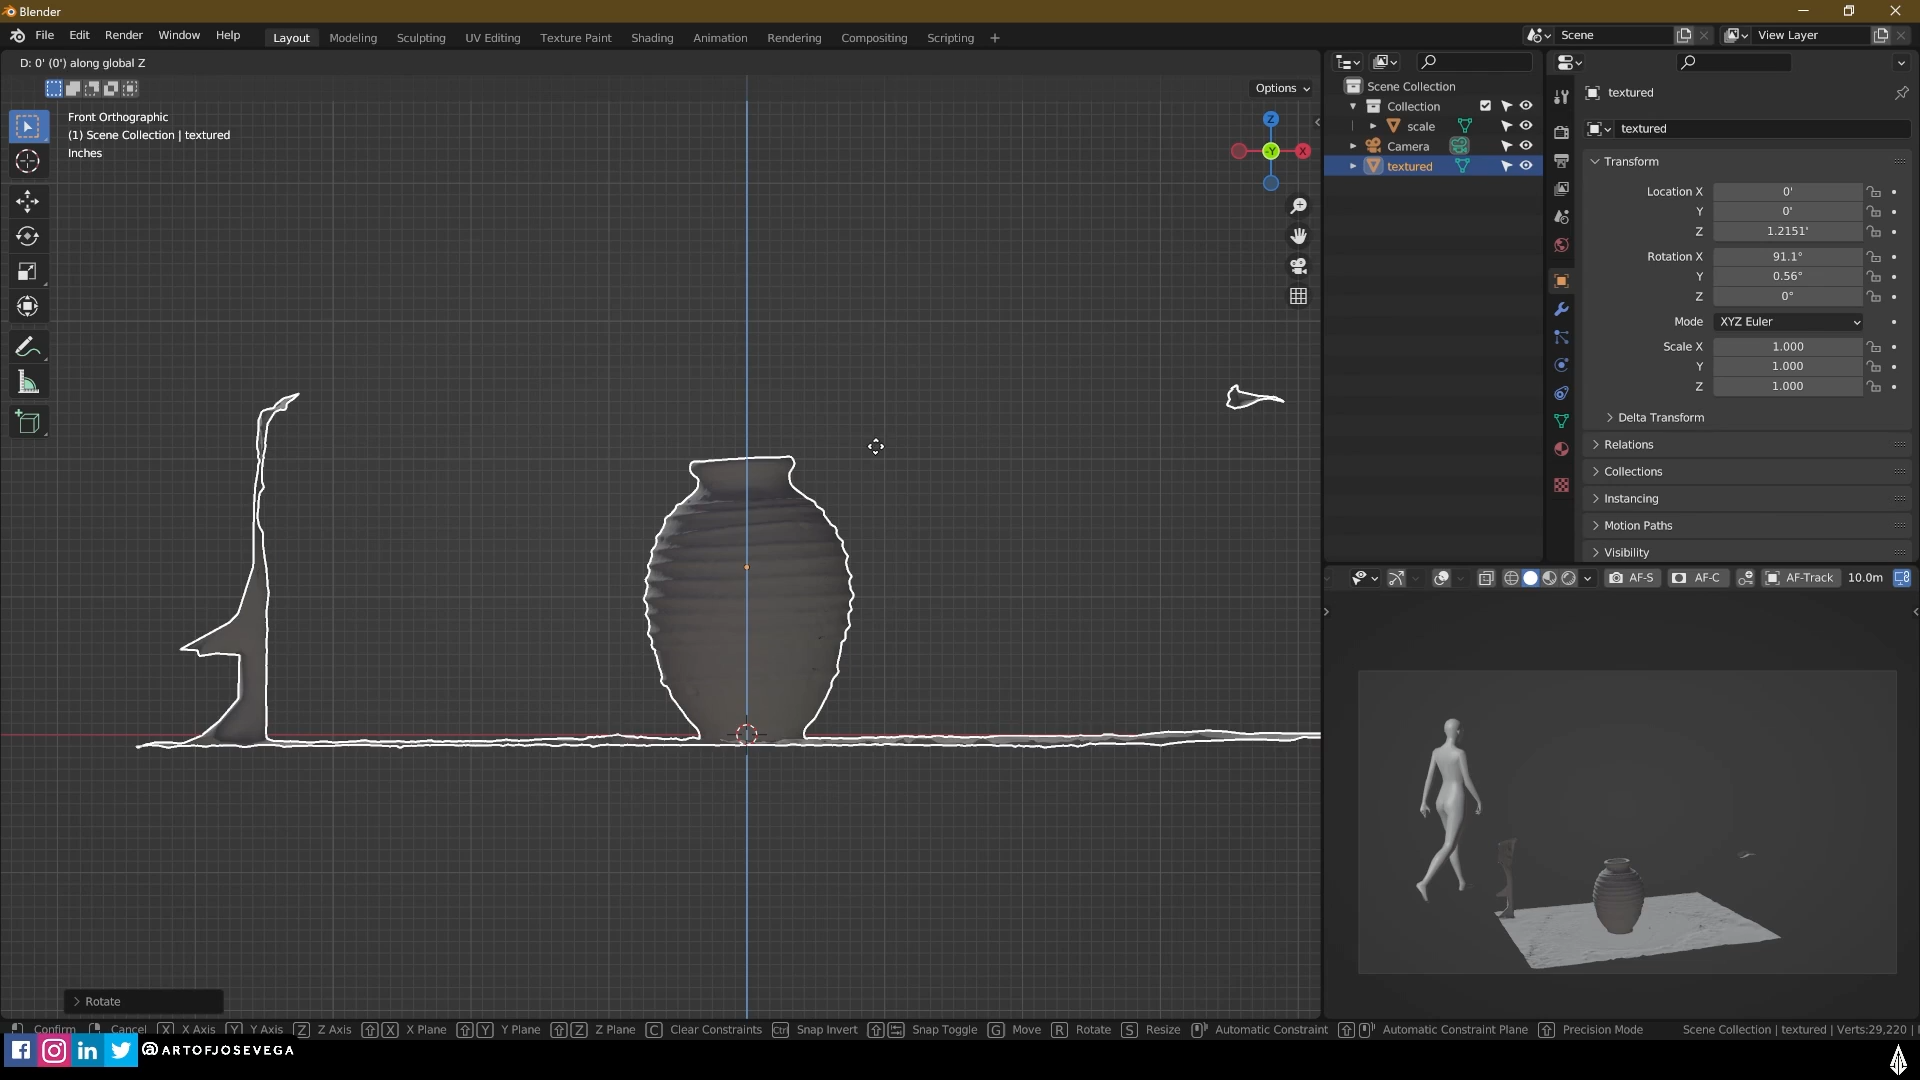 Blender
File Edit Render Window Help
Layout Modeling Sculpting UV Editing Texture Paint Shading Animation Rendering Compositing Scripting +
Scene
View Layer
D: 0' (0') along global Z
Options
Front Orthographic
(1) Scene Collection | textured
Inches
Z
-Y
X
Rotate
Scene Collection
Collection
scale
Camera
textured
textured
textured
Transform
Location X 0'
Y 0'
Z 1.2151'
Rotation X 91.1°
Y 0.56°
Z 0°
Mode XYZ Euler
Scale X 1.000
Y 1.000
Z 1.000
Delta Transform
Relations
Collections
Instancing
Motion Paths
Visibility
AF-S AF-C AF-Track 10.0m
Confirm Cancel X X Axis Y Y Axis Z Z Axis X X Plane Y Y Plane Z Z Plane C Clear Constraints Ctrl Snap Invert Snap Toggle G Move R Rotate S Resize Automatic Constraint Automatic Constraint Plane Precision Mode Scene Collection | textured | Verts:29,220 |
@ARTOFJOSEVEGA